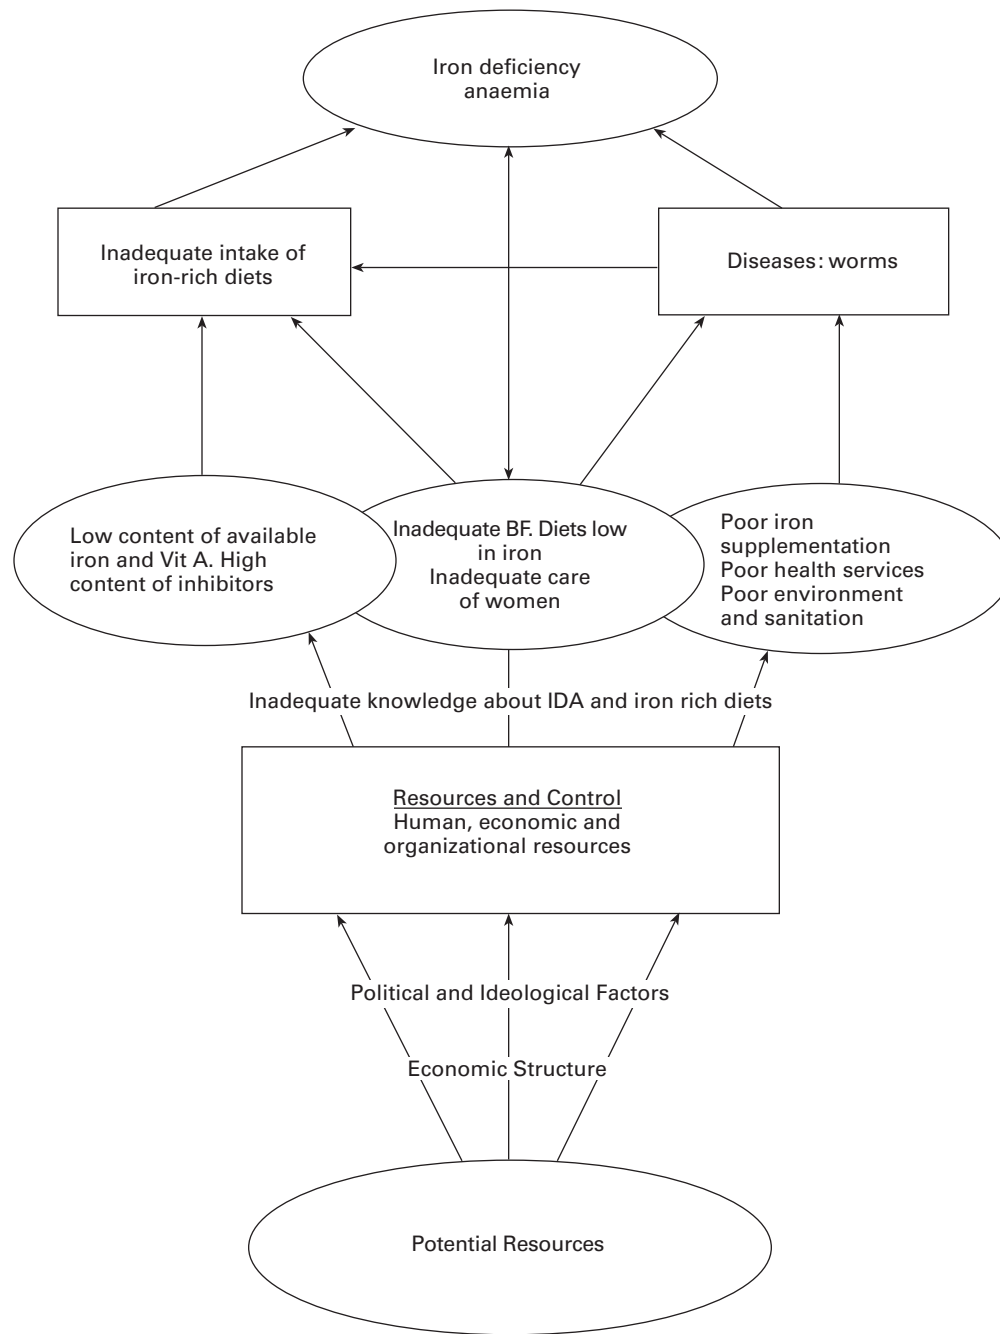 Iron deficiency
anaemia
Inadequate intake of
iron-rich diets
Diseases: worms
Low content of available
iron and Vit A. High
content of inhibitors
Inadequate BF. Diets low
in iron
Inadequate care
of women
Poor iron
supplementation
Poor health services
Poor environment
and sanitation
Inadequate knowledge about IDA and iron rich diets
Resources and Control
Human, economic and
organizational resources
Political and Ideological Factors
Economic Structure
Potential Resources